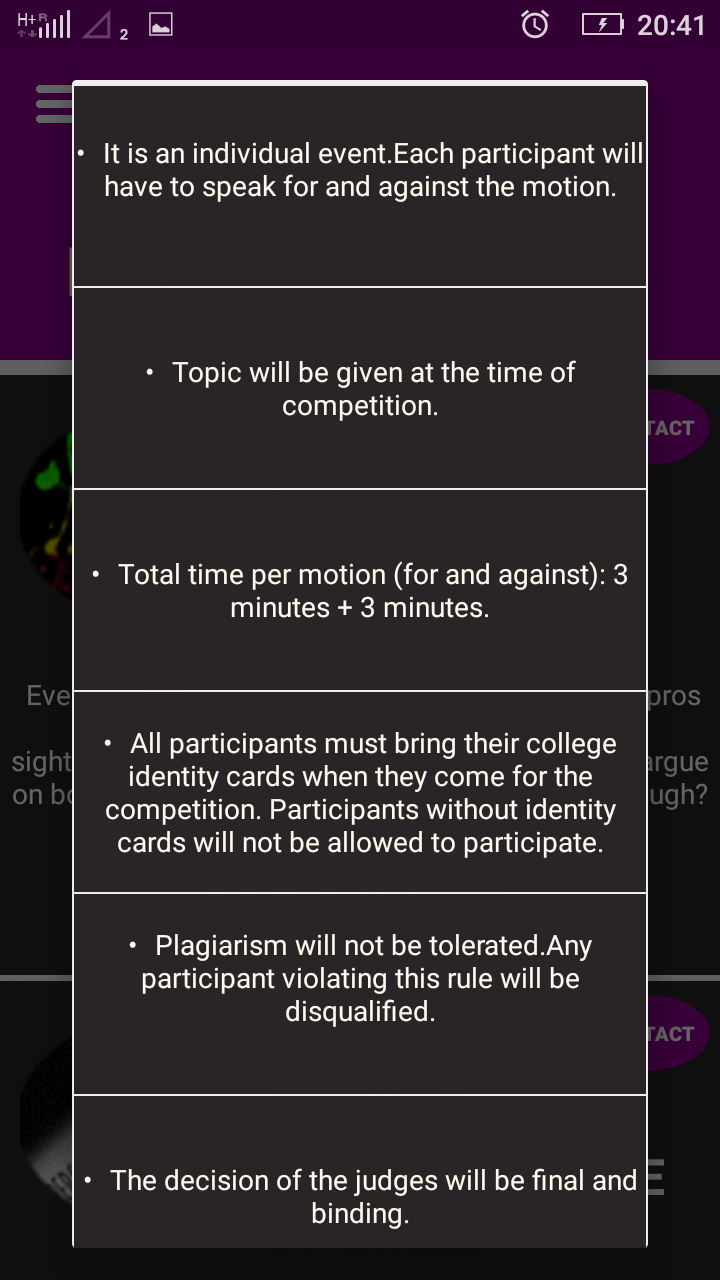 H+ R 2 20:41
• It is an individual event.Each participant will
have to speak for and against the motion.
TACT
• Topic will be given at the time of
competition.
• Total time per motion (for and against): 3
minutes + 3 minutes.
Eve pros
• All participants must bring their college
sight argue
identity cards when they come for the
on bo ugh?
competition. Participants without identity
cards will not be allowed to participate.
• Plagiarism will not be tolerated.Any
participant violating this rule will be
disqualified.
TACT
• The decision of the judges will be final and
binding.